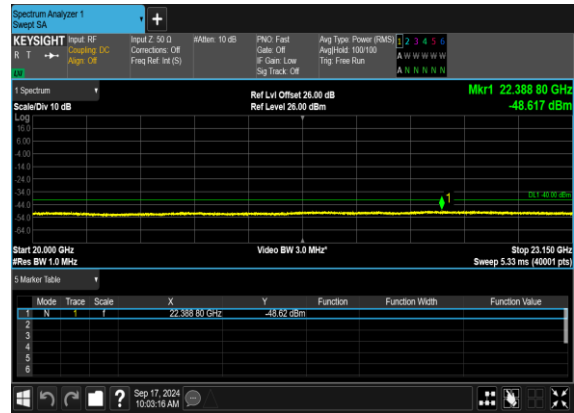 Spectrum Analyzer 1
Swept SA
+
KEYSIGHT Input: RF Input Z: 50 Ω #Atten: 10 dB PNO: Fast Avg Type: Power (RMS) 1 2 3 4 5 6
R T Coupling: DC Corrections: Off Gate: Off Avg|Hold: 100/100 A W W W W W
Align: Off Freq Ref: Int (S) IF Gain: Low Trig: Free Run
Sig Track: Off A N N N N N
1 Spectrum Ref Lvl Offset 26.00 dB Mkr1 22.388 80 GHz
Scale/Div 10 dB Ref Level 26.00 dBm -48.617 dBm
Log
16.0
6.00
-4.00
-14.0
-24.0
-34.0
1
DL1 -40.00 dBm
-44.0
-54.0
-64.0
Start 20.000 GHz Video BW 3.0 MHz* Stop 23.150 GHz
#Res BW 1.0 MHz Sweep 5.33 ms (40001 pts)
5 Marker Table
Mode Trace Scale X Y Function Function Width Function Value
1 N 1 f 22.388 80 GHz -48.62 dBm
2
3
4
5
6
? Sep 17, 2024
10:03:16 AM